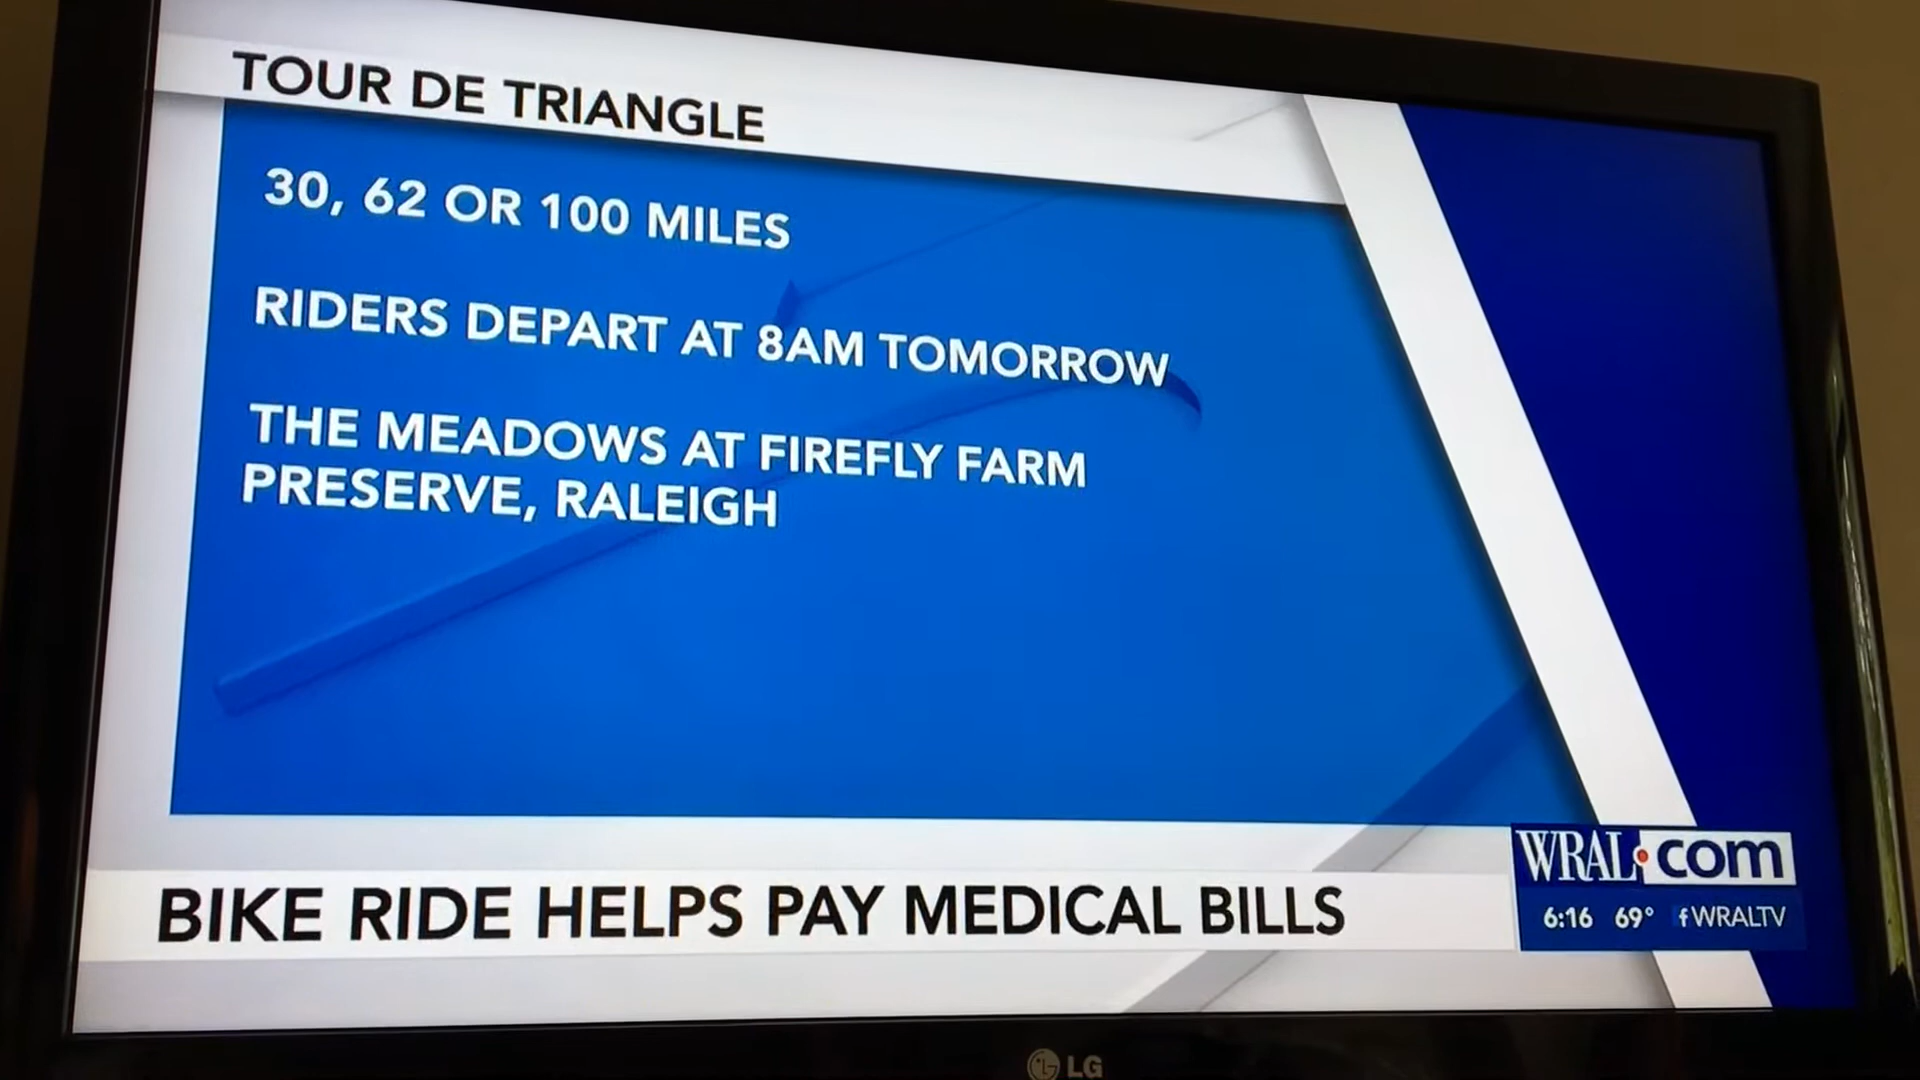 TOUR DE TRIANGLE
30, 62 OR 100 MILES
RIDERS DEPART AT 8AM TOMORROW
THE MEADOWS AT FIREFLY FARM
PRESERVE, RALEIGH
BIKE RIDE HELPS PAY MEDICAL BILLS
WRAL.com
6:16 69° f WRALTV
LG